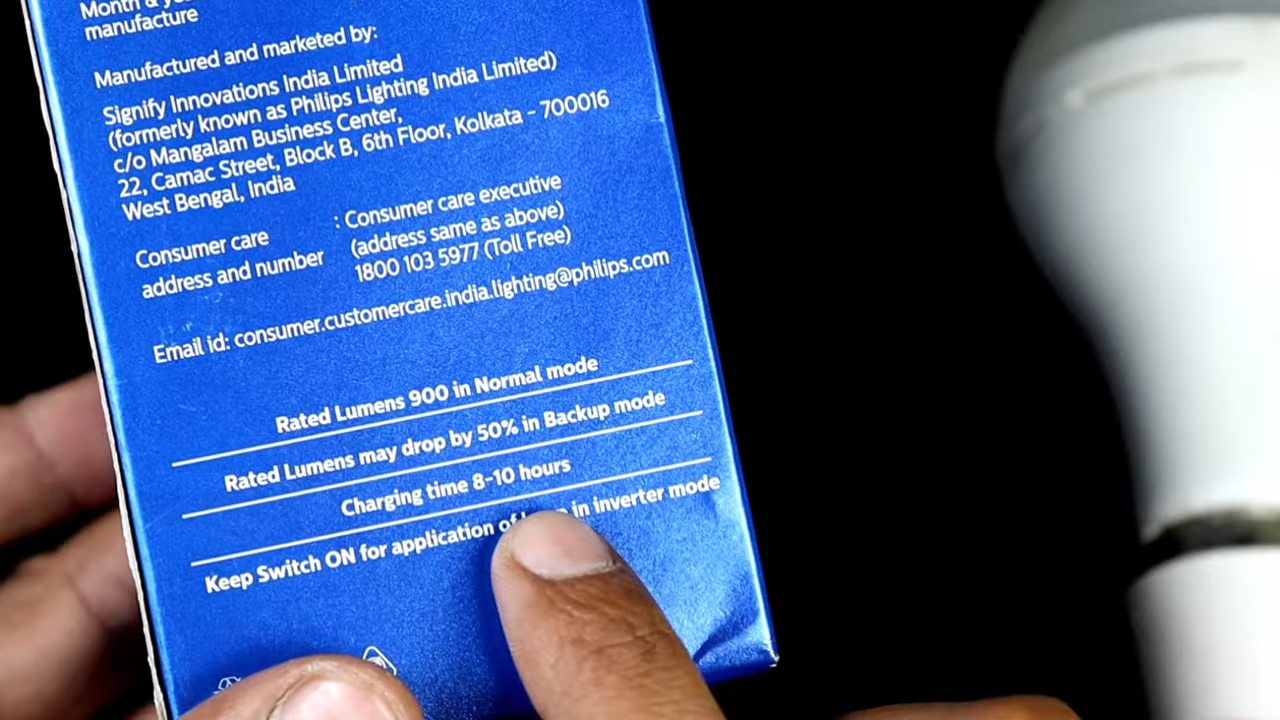 Month &
manufacture
Manufactured and marketed by:
Signify Innovations India Limited
(formerly known as Philips Lighting India Limited)
c/o Mangalam Business Center,
22, Camac Street, Block B, 6th Floor, Kolkata - 700016
West Bengal, India
Consumer care : Consumer care executive
address and number (address same as above)
1800 103 5977 (Toll Free)
Email id: consumer.customercare.india.lighting@philips.com
Rated Lumens 900 in Normal mode
Rated Lumens may drop by 50% in Backup mode
Charging time 8-10 hours
Keep Switch ON for application of in inverter mode